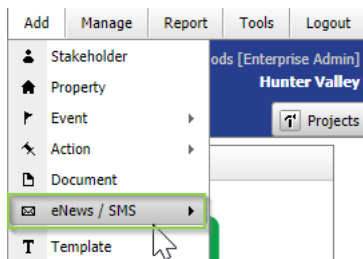 Add Manage Report Tools Logout
Stakeholder
ods [Enterprise Admin]
Property
Hunter Valley
Event
Projects
Action
Document
eNews / SMS
Template